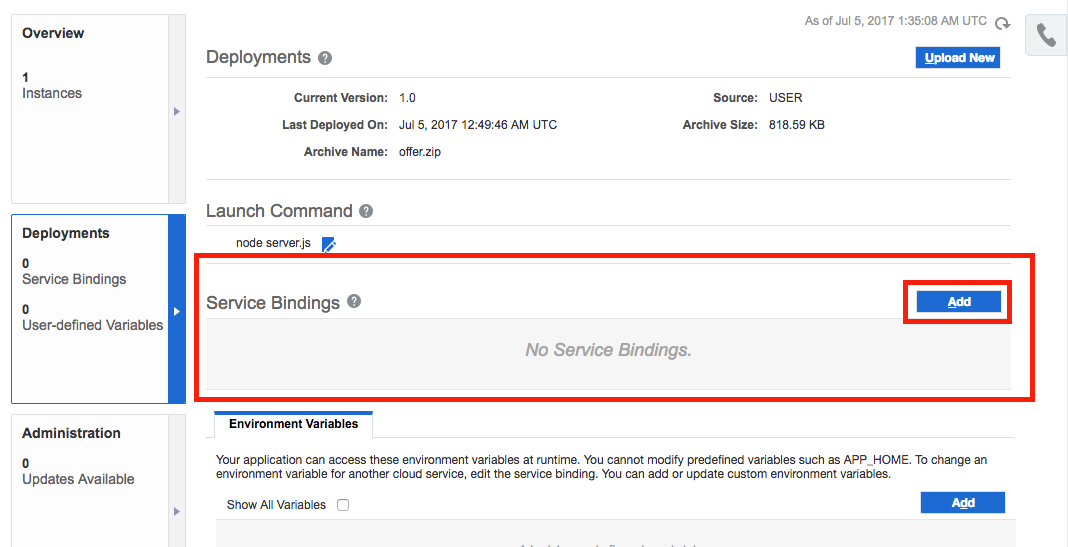 As of Jul 5, 2017 1:35:08 AM UTC
Overview
1
Instances
Deployments ?
Upload New
Current Version: 1.0
Source: USER
Last Deployed On: Jul 5, 2017 12:49:46 AM UTC
Archive Size: 818.59 KB
Archive Name: offer.zip
Launch Command ?
node server.js
Deployments
0
Service Bindings
0
User-defined Variables
Service Bindings ?
Add
No Service Bindings.
Administration
0
Updates Available
Environment Variables
Your application can access these environment variables at runtime. You cannot modify predefined variables such as APP_HOME. To change an
environment variable for another cloud service, edit the service binding. You can add or update custom environment variables.
Show All Variables
Add